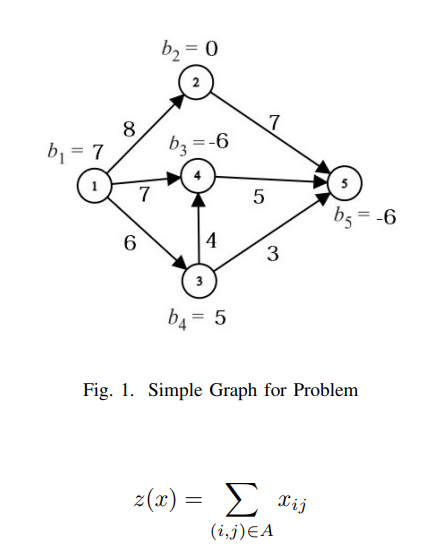 b₂ = 0
2
8
7
b₁ = 7
b₃ = -6
1
4
5
7
5
b₅ = -6
6
4
3
3
b₄ = 5
Fig. 1. Simple Graph for Problem
z(x) = ∑ xᵢⱼ
(i,j)∈A